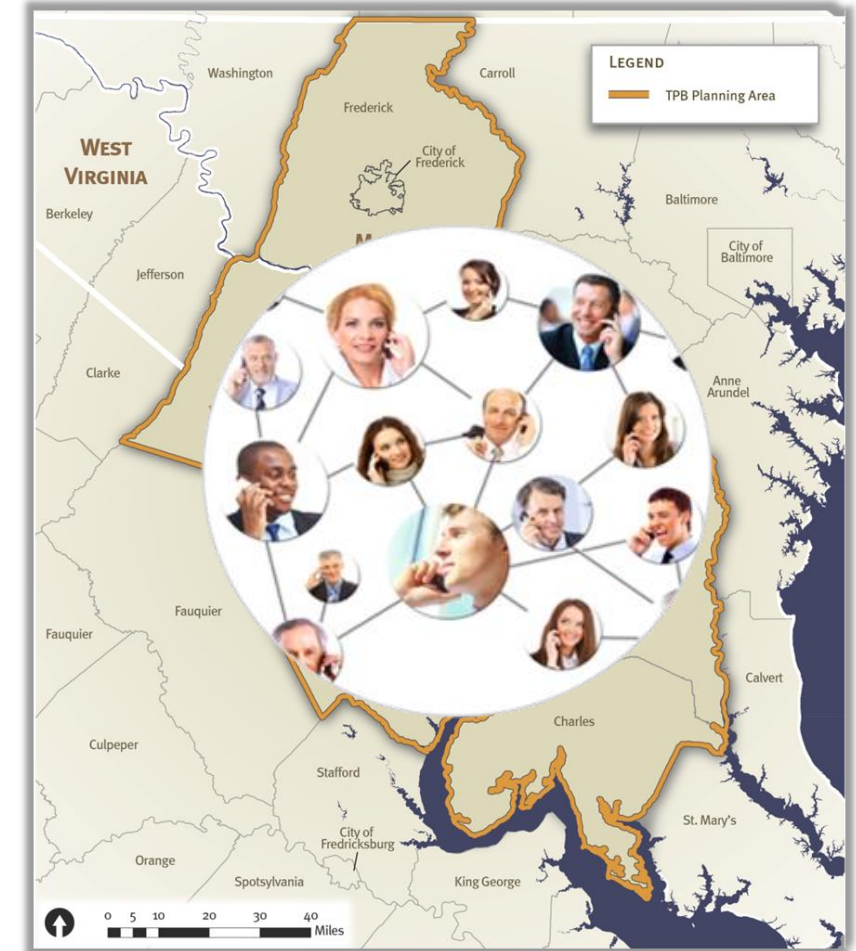 LEGEND
TPB Planning Area
Washington
Carroll
Frederick
City of
Frederick
WEST
VIRGINIA
Berkeley
Baltimore
City of
Baltimore
Jefferson
Clarke
Anne
Arundel
Fauquier
Fauquier
Calvert
Charles
Culpeper
Stafford
St. Mary's
City of
Fredricksburg
Orange
Spotsylvania
King George
0 5 10 20 30 40
Miles